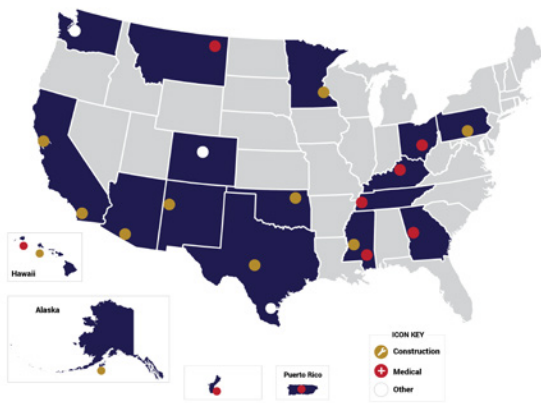 Hawaii
Alaska
Puerto Rico
ICON KEY
Construction
Medical
Other